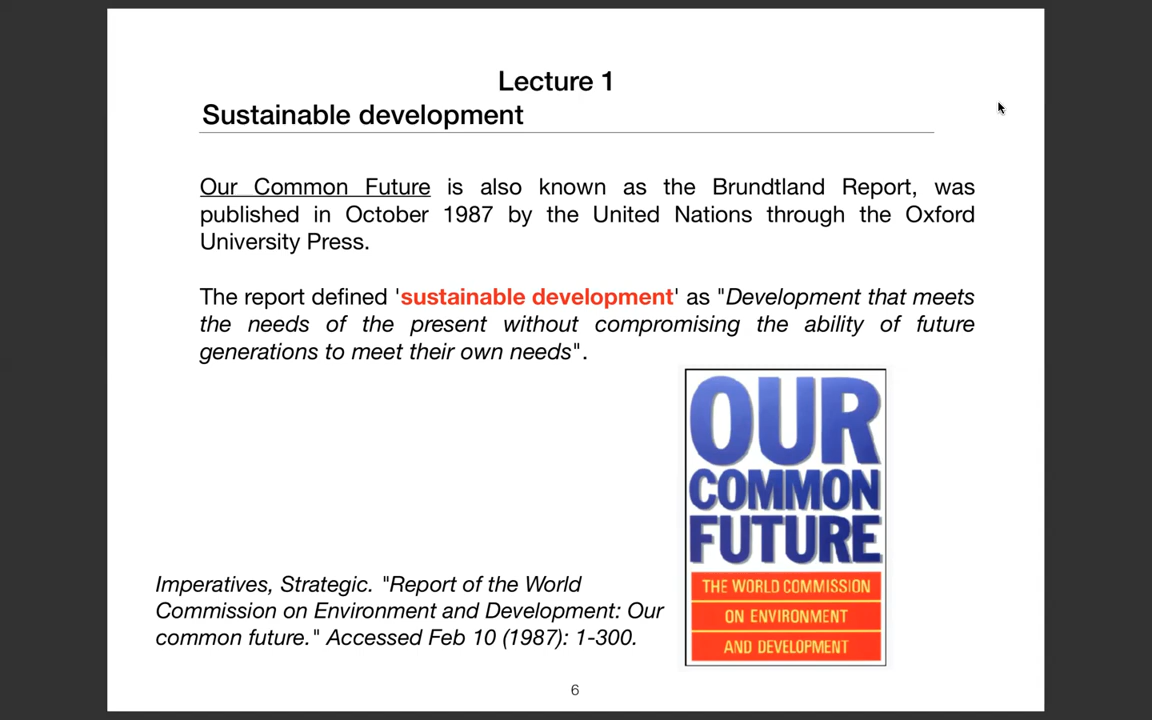 Lecture 1
Sustainable development
Our Common Future is also known as the Brundtland Report, was
published in October 1987 by the United Nations through the Oxford
University Press.
The report defined 'sustainable development' as "Development that meets
the needs of the present without compromising the ability of future
generations to meet their own needs".
OUR
COMMON
FUTURE
THE WORLD COMMISSION
ON ENVIRONMENT
AND DEVELOPMENT
Imperatives, Strategic. "Report of the World
Commission on Environment and Development: Our
common future." Accessed Feb 10 (1987): 1-300.
6